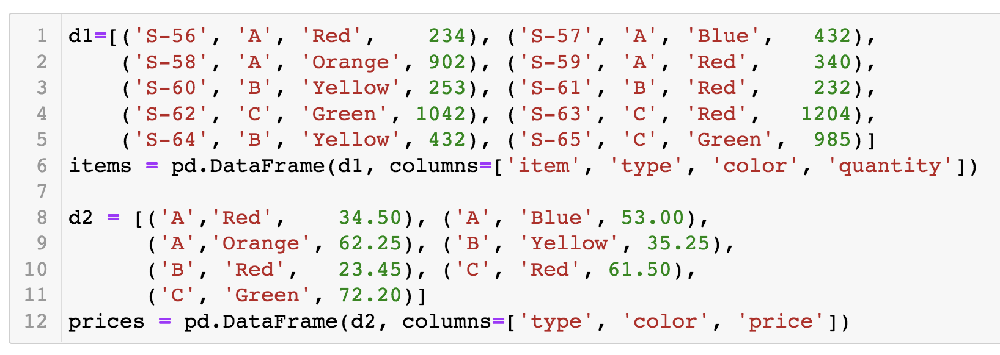 1 d1=[('S-56', 'A', 'Red',    234), ('S-57', 'A', 'Blue',   432),
2     ('S-58', 'A', 'Orange', 902), ('S-59', 'A', 'Red',    340),
3     ('S-60', 'B', 'Yellow', 253), ('S-61', 'B', 'Red',    232),
4     ('S-62', 'C', 'Green', 1042), ('S-63', 'C', 'Red',   1204),
5     ('S-64', 'B', 'Yellow', 432), ('S-65', 'C', 'Green',  985)]
6 items = pd.DataFrame(d1, columns=['item', 'type', 'color', 'quantity'])
7
8 d2 = [('A','Red',    34.50), ('A', 'Blue', 53.00),
9       ('A','Orange', 62.25), ('B', 'Yellow', 35.25),
10       ('B', 'Red',   23.45), ('C', 'Red', 61.50),
11       ('C', 'Green', 72.20)]
12 prices = pd.DataFrame(d2, columns=['type', 'color', 'price'])